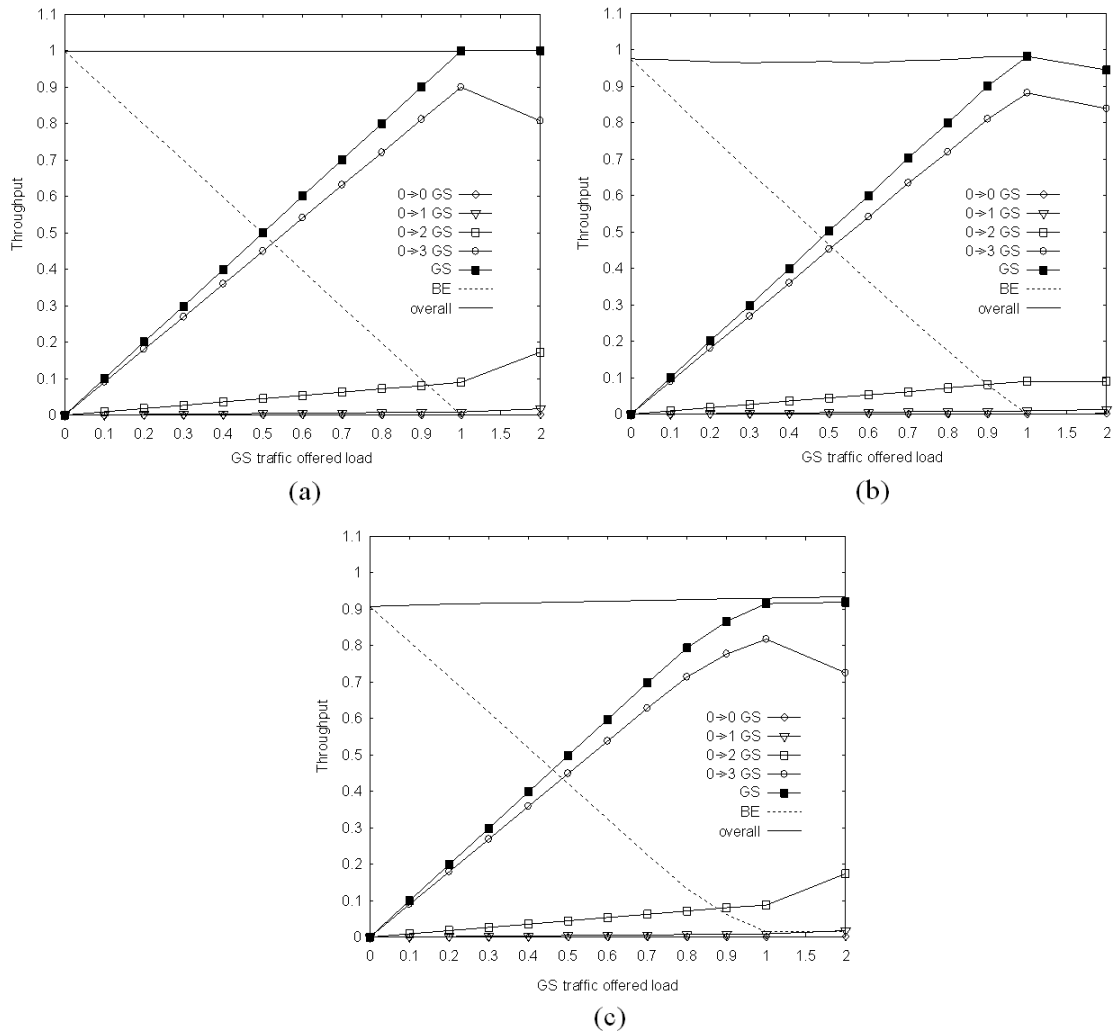 1.1
1
0.9
0.8
0.7
0.6
0.5
0.4
0.3
0.2
0.1
0
Throughput
0→0 GS
0→1 GS
0→2 GS
0→3 GS
GS
BE
overall
0 0.1 0.2 0.3 0.4 0.5 0.6 0.7 0.8 0.9 1 1.5 2
GS traffic offered load
(a)
1.1
1
0.9
0.8
0.7
0.6
0.5
0.4
0.3
0.2
0.1
0
Throughput
0→0 GS
0→1 GS
0→2 GS
0→3 GS
GS
BE
overall
0 0.1 0.2 0.3 0.4 0.5 0.6 0.7 0.8 0.9 1 1.5 2
GS traffic offered load
(b)
1.1
1
0.9
0.8
0.7
0.6
0.5
0.4
0.3
0.2
0.1
0
Throughput
0→0 GS
0→1 GS
0→2 GS
0→3 GS
GS
BE
overall
0 0.1 0.2 0.3 0.4 0.5 0.6 0.7 0.8 0.9 1 2
GS traffic offered load
(c)